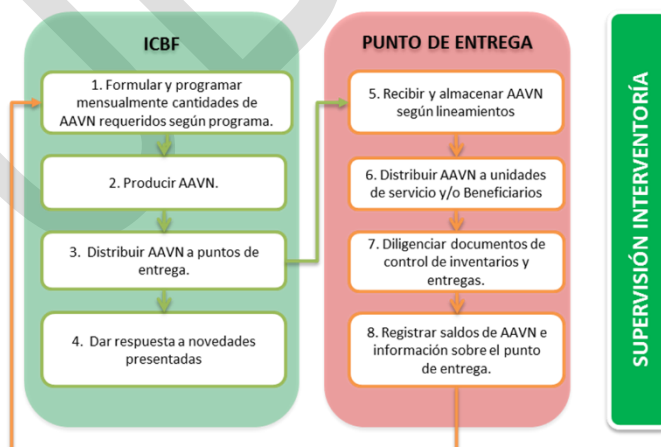 ICBF
1. Formular y programar
mensualmente cantidades de
AAVN requeridos según programa.
2. Producir AAVN.
3. Distribuir AAVN a puntos de
entrega.
4. Dar respuesta a novedades
presentadas
PUNTO DE ENTREGA
5. Recibir y almacenar AAVN
según lineamientos
6. Distribuir AAVN a unidades
de servicio y/o Beneficiarios
7. Diligenciar documentos de
control de inventarios y
entregas.
8. Registrar saldos de AAVN e
información sobre el punto
de entrega.
SUPERVISIÓN INTERVENTORÍA